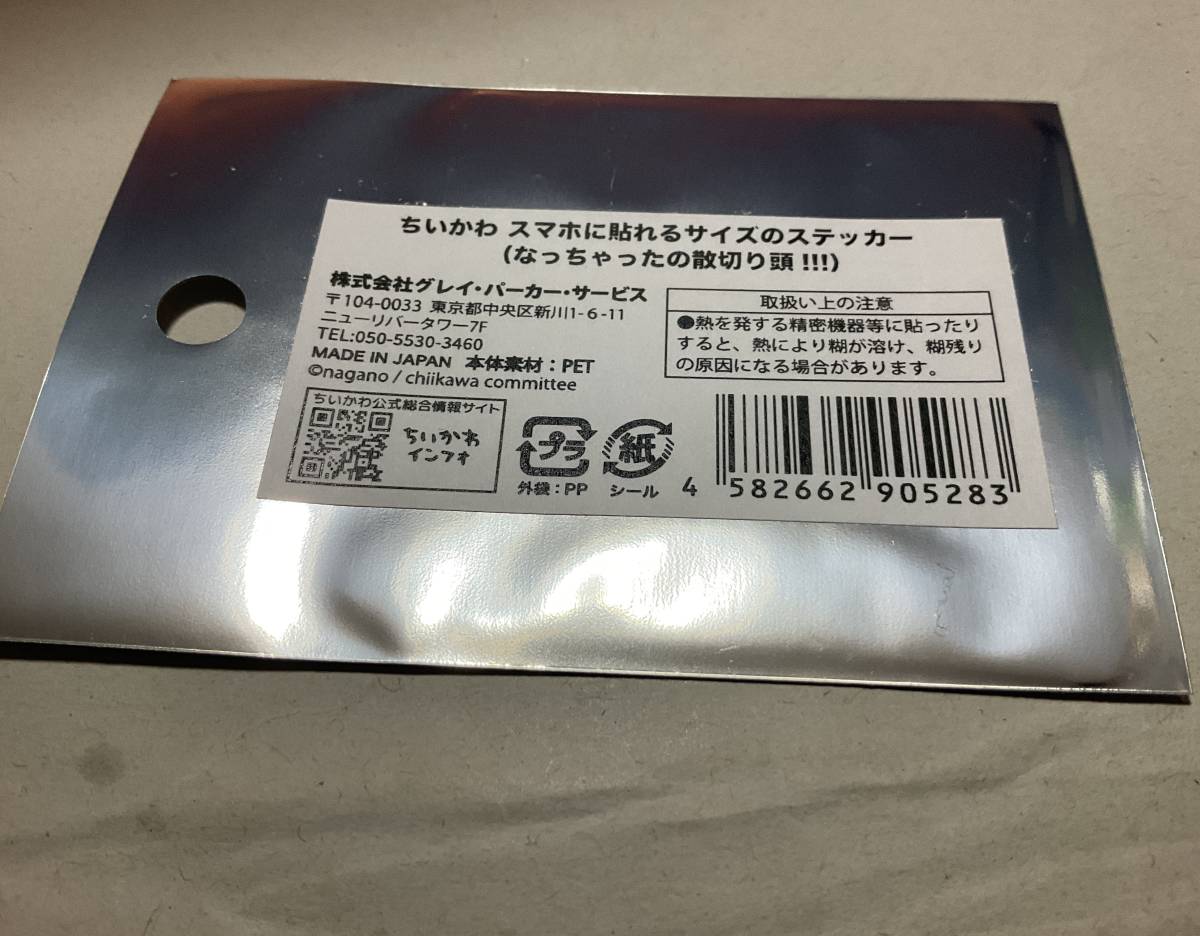 ちいかわ スマホに貼れるサイズのステッカー
(なっちゃったの散切り頭!!!)
株式会社グレイ・パーカー・サービス
〒104-0033 東京都中央区新川1-6-11
ニューリバータワー7F
TEL:050-5530-3460
MADE IN JAPAN 本体素材：PET
©nagano / chiikawa committee
取扱い上の注意
●熱を発する精密機器等に貼ったり
すると、熱により糊が溶け、糊残り
の原因になる場合があります。
ちいかわ公式総合情報サイト
ちいかわ
インフォ
プラ
外袋：PP
紙
シール
4 582662 905283